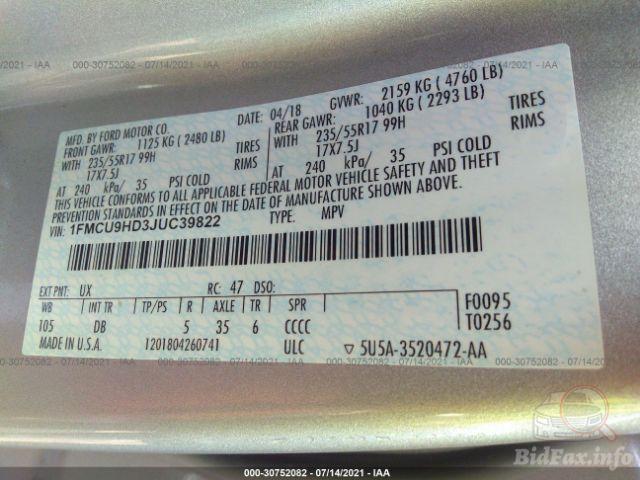 000-30752082 - 07/14/2021 - IAA
MFD. BY FORD MOTOR CO.
DATE: 04/18
GVWR: 2159 KG ( 4760 LB)
FRONT GAWR: 1125 KG ( 2480 LB)
REAR GAWR: 1040 KG ( 2293 LB)
WITH 235/55R17 99H TIRES
WITH 235/55R17 99H TIRES
17X7.5J RIMS
17X7.5J RIMS
AT 240 kPa/ 35 PSI COLD
AT 240 kPa/ 35 PSI COLD
THIS VEHICLE CONFORMS TO ALL APPLICABLE FEDERAL MOTOR VEHICLE SAFETY AND THEFT
PREVENTION STANDARDS IN EFFECT ON THE DATE OF MANUFACTURE SHOWN ABOVE.
VIN: 1FMCU9HD3JUC39822
TYPE: MPV
EXT PNT: UX RC: 47 DSO:
WB INT TR TP/PS R AXLE TR SPR
105 DB 5 35 6 CCCC
F0095
T0256
MADE IN U.S.A. 1201804260741 ULC ▽ 5U5A-3520472-AA
BidFax.info
000-30752082 - 07/14/2021 - IAA